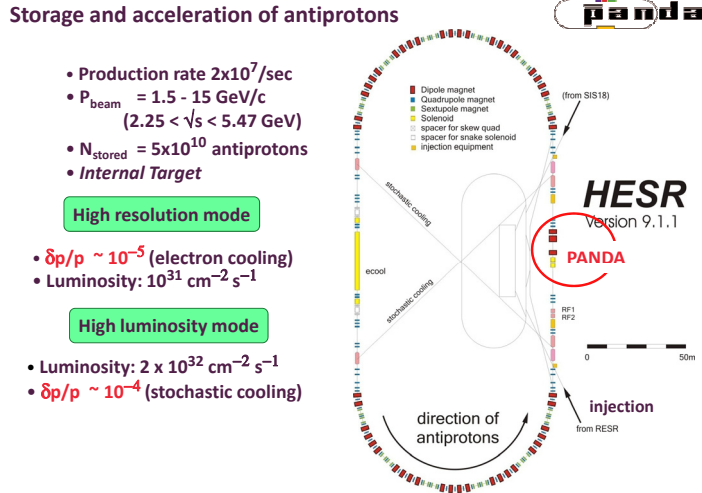 Storage and acceleration of antiprotons
panda
• Production rate 2x10⁷/sec
• P_beam = 1.5 - 15 GeV/c
(2.25 < √s < 5.47 GeV)
• N_stored = 5x10¹⁰ antiprotons
• Internal Target
High resolution mode
• δp/p ~ 10⁻⁵ (electron cooling)
• Luminosity: 10³¹ cm⁻² s⁻¹
High luminosity mode
• Luminosity: 2 x 10³² cm⁻² s⁻¹
• δp/p ~ 10⁻⁴ (stochastic cooling)
Dipole magnet
Quadrupole magnet
Sextupole magnet
Solenoid
spacer for skew quad
spacer for snake solenoid
injection equipment
(from SIS18)
stochastic cooling
stochastic cooling
ecool
HESR
Version 9.1.1
PANDA
RF1
RF2
0 50m
injection
from RESR
direction of
antiprotons